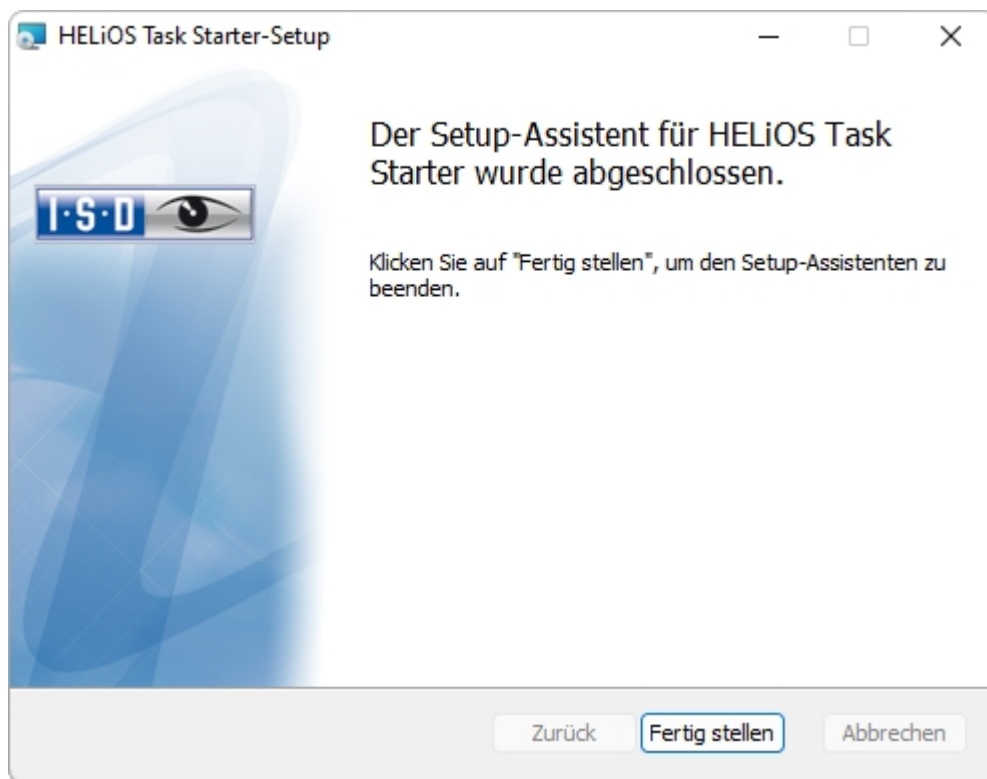 HELiOS Task Starter-Setup
Der Setup-Assistent für HELiOS Task
Starter wurde abgeschlossen.
I·S·D
Klicken Sie auf "Fertig stellen", um den Setup-Assistenten zu
beenden.
Zurück
Fertig stellen
Abbrechen